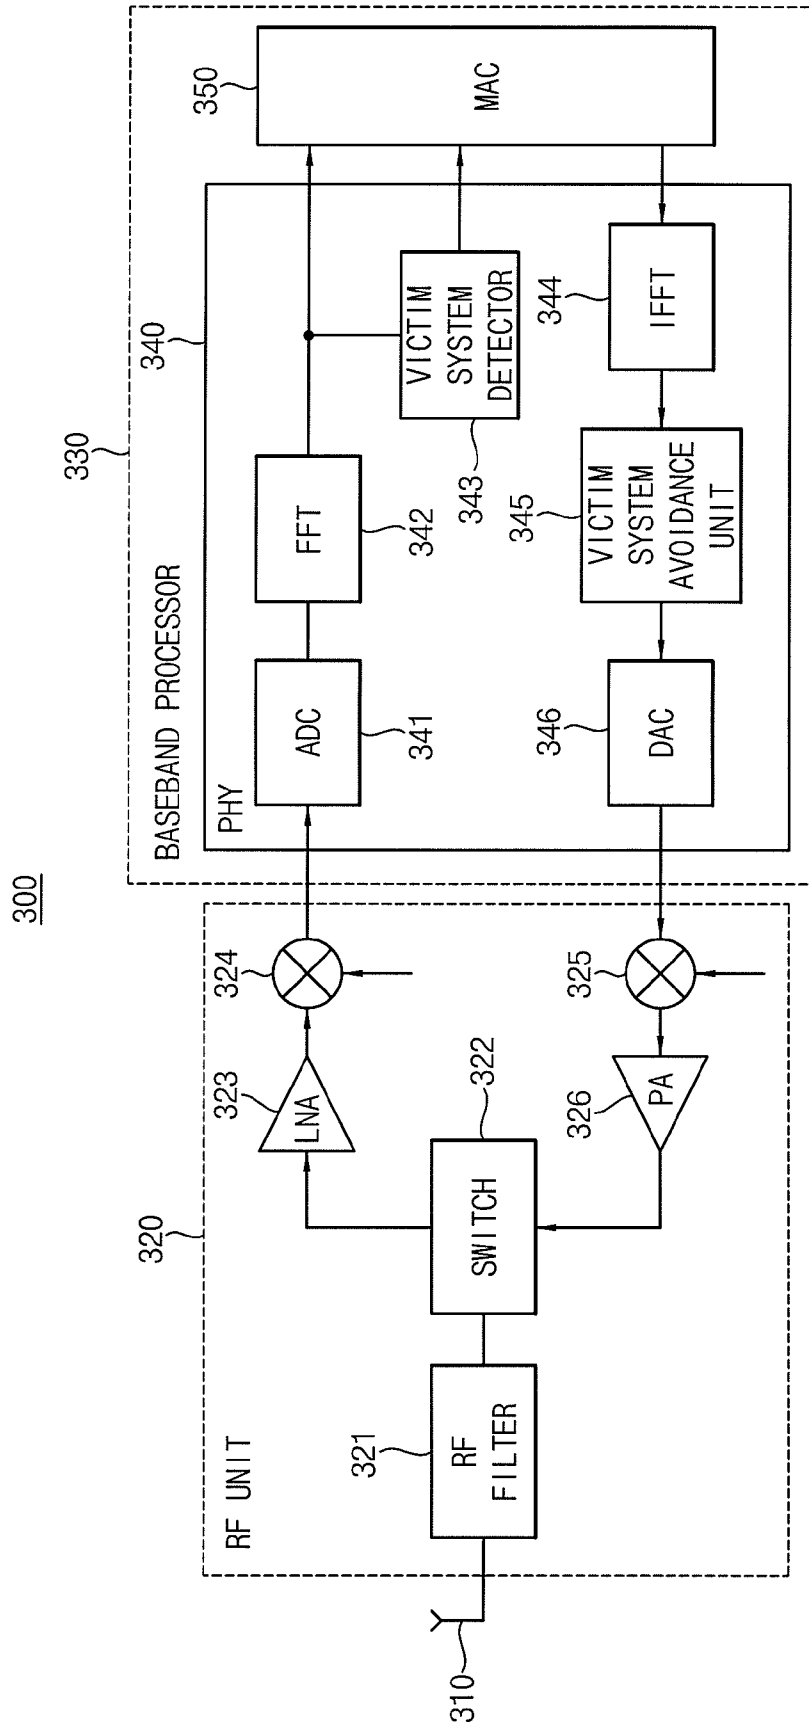 300
330
BASEBAND PROCESSOR
340
PHY
350
MAC
341
ADC
342
FFT
343
VICTIM
SYSTEM
DETECTOR
344
IFFT
345
VICTIM
SYSTEM
AVOIDANCE
UNIT
346
DAC
320
RF UNIT
323
LNA
324
322
SWITCH
321
RF
FILTER
325
326
PA
310